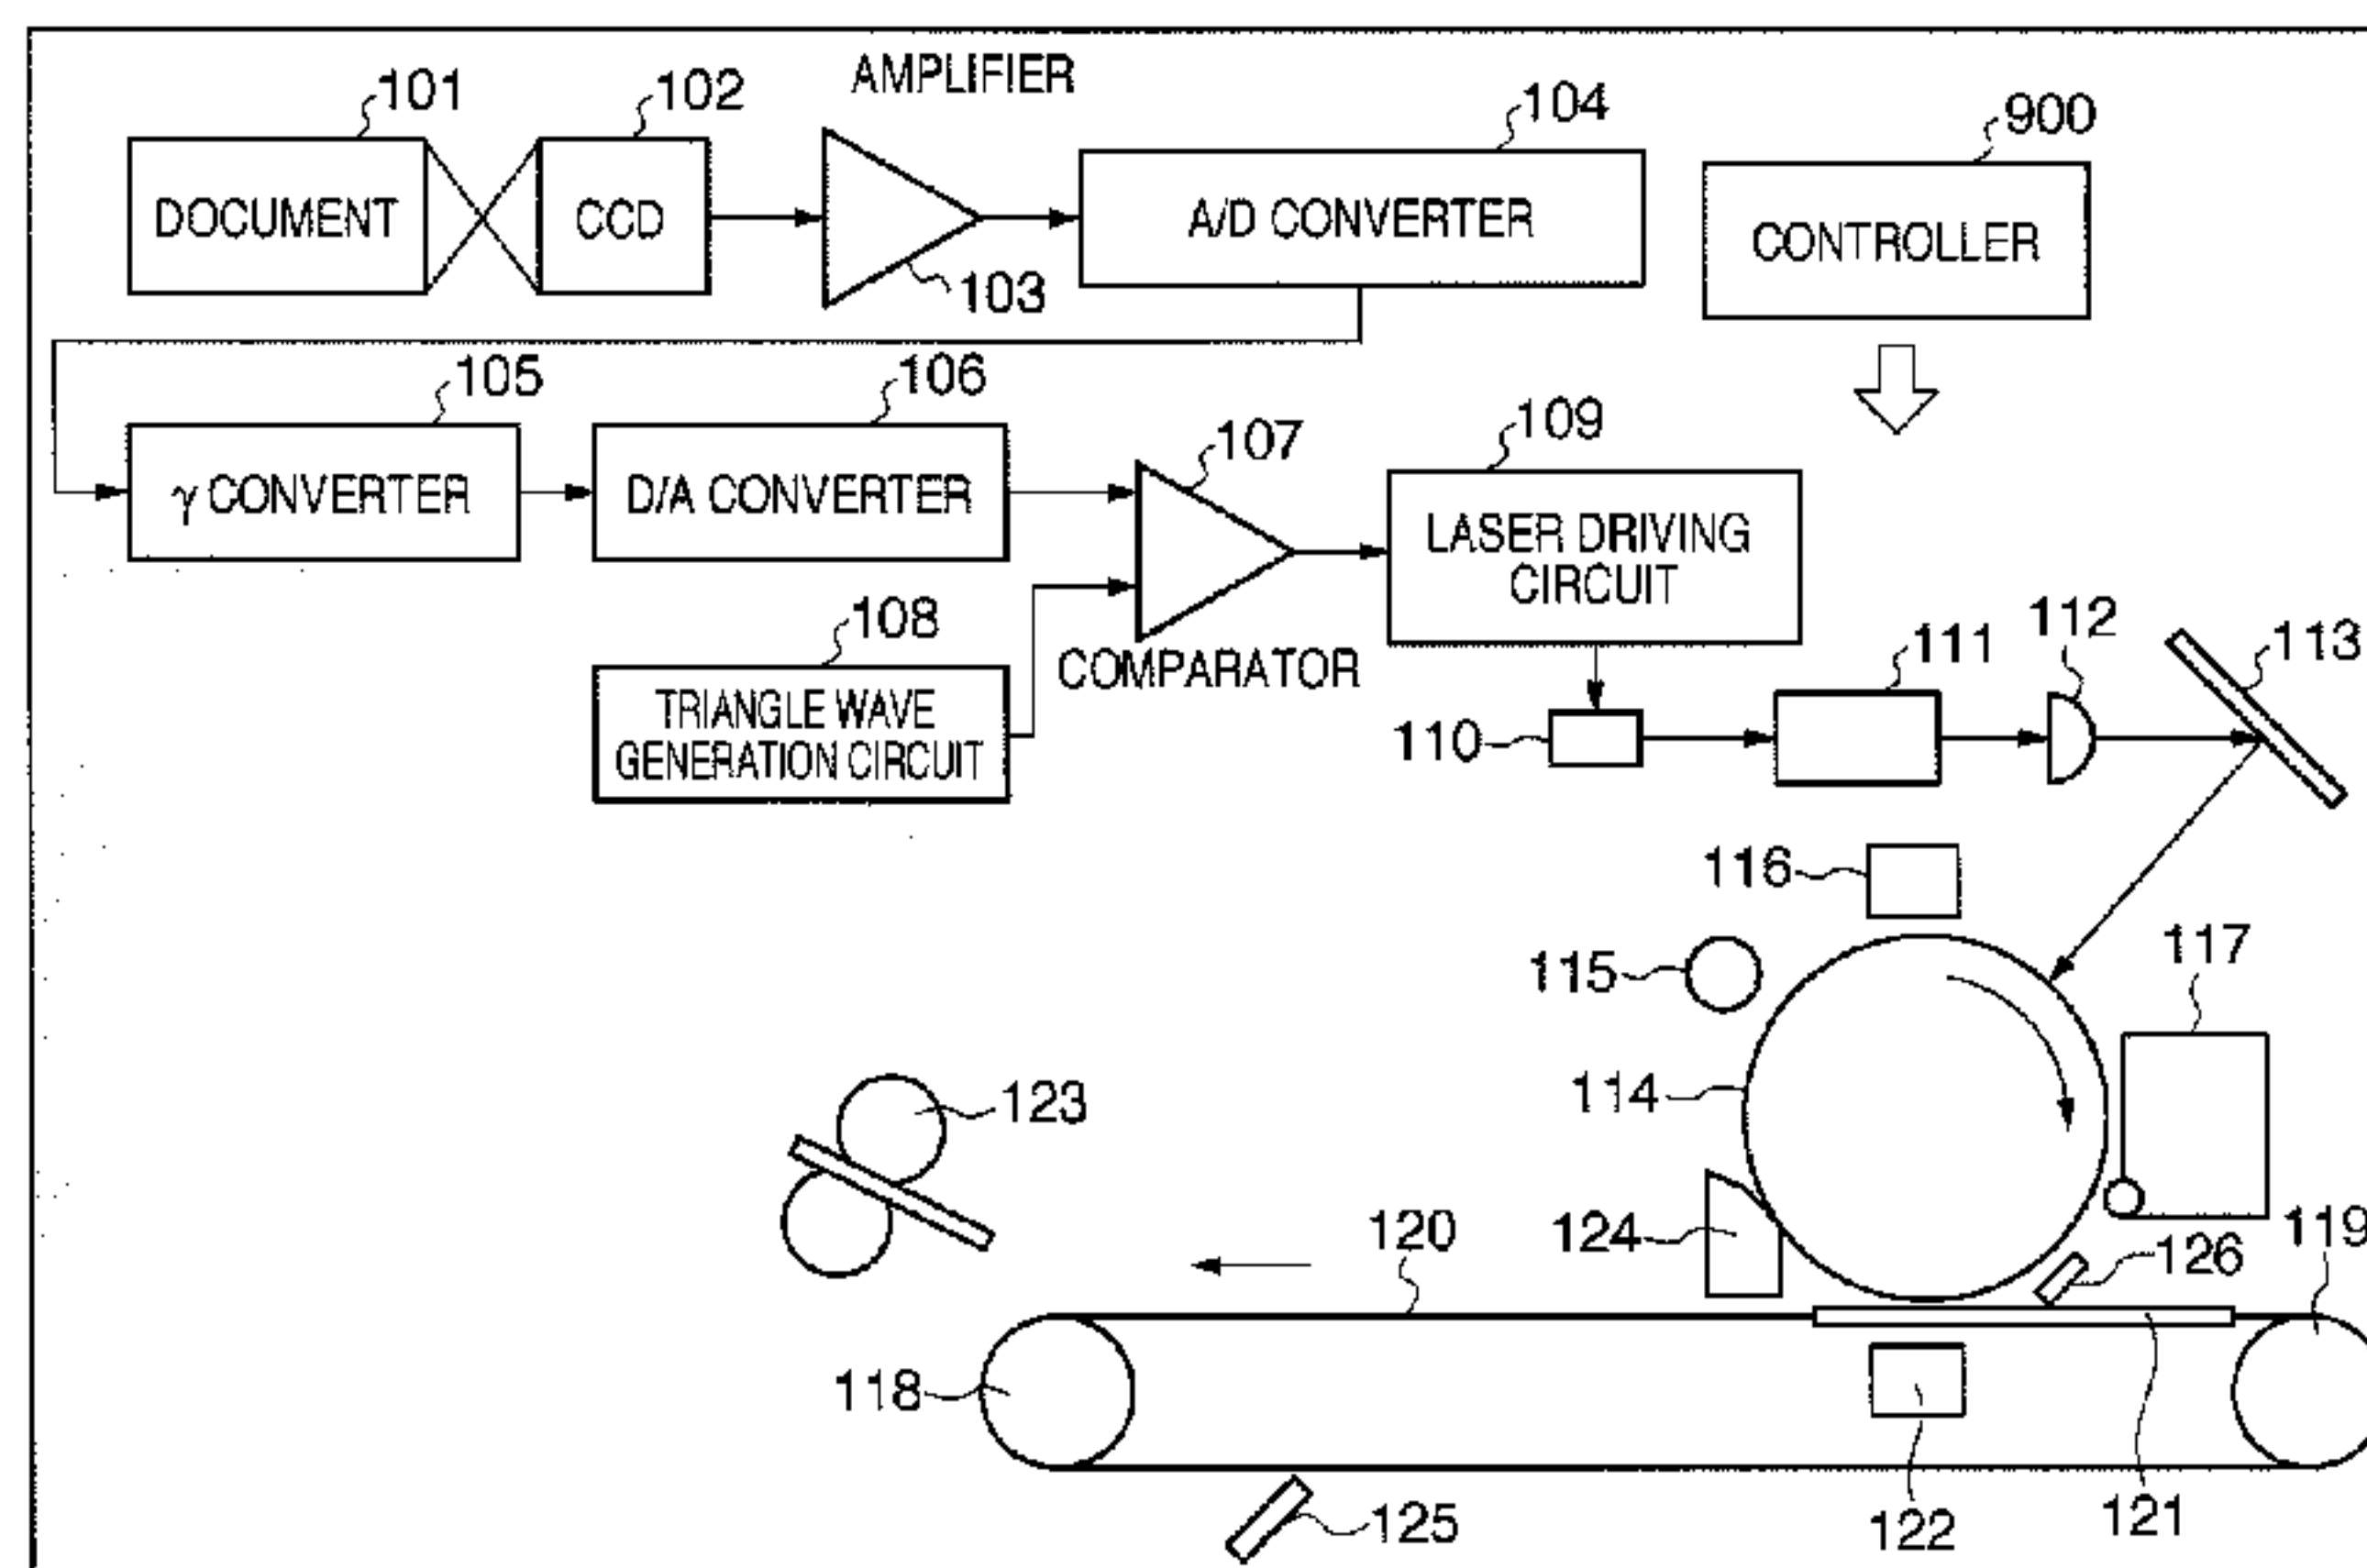 AMPLIFIER
101
102
104
900
DOCUMENT
CCD
A/D CONVERTER
CONTROLLER
103
105
106
107
109
γ CONVERTER
D/A CONVERTER
LASER DRIVING
CIRCUIT
108
COMPARATOR
TRIANGLE WAVE
GENERATION CIRCUIT
110
111
112
113
116
115
117
114
123
124
120
126
119
118
125
122
121